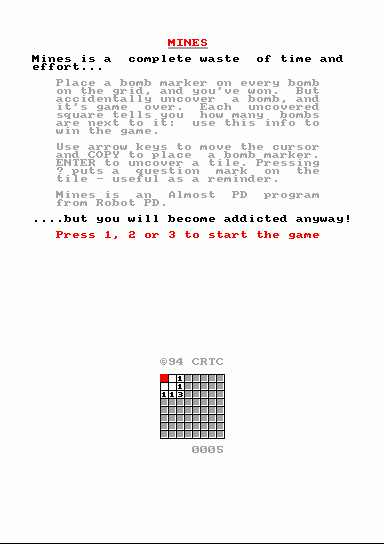 MINES
Mines is a  complete waste  of time and
effort...
Place a bomb marker on every bomb
on the grid, and you've won.  But
accidentally uncover  a bomb, and
it's game  over. Each  uncovered
square tells you  how many  bombs
are next to it:  use this info to
win the game.
Use arrow keys to move the cursor
and COPY to place  a bomb marker.
ENTER to uncover a tile. Pressing
? puts a  question  mark  on  the
tile - useful as a reminder.
Mines  is  an  Almost  PD  program
from Robot PD.
....but you will become addicted anyway!
Press 1, 2 or 3 to start the game
©94 CRTC
1
1
1 1 3
0005